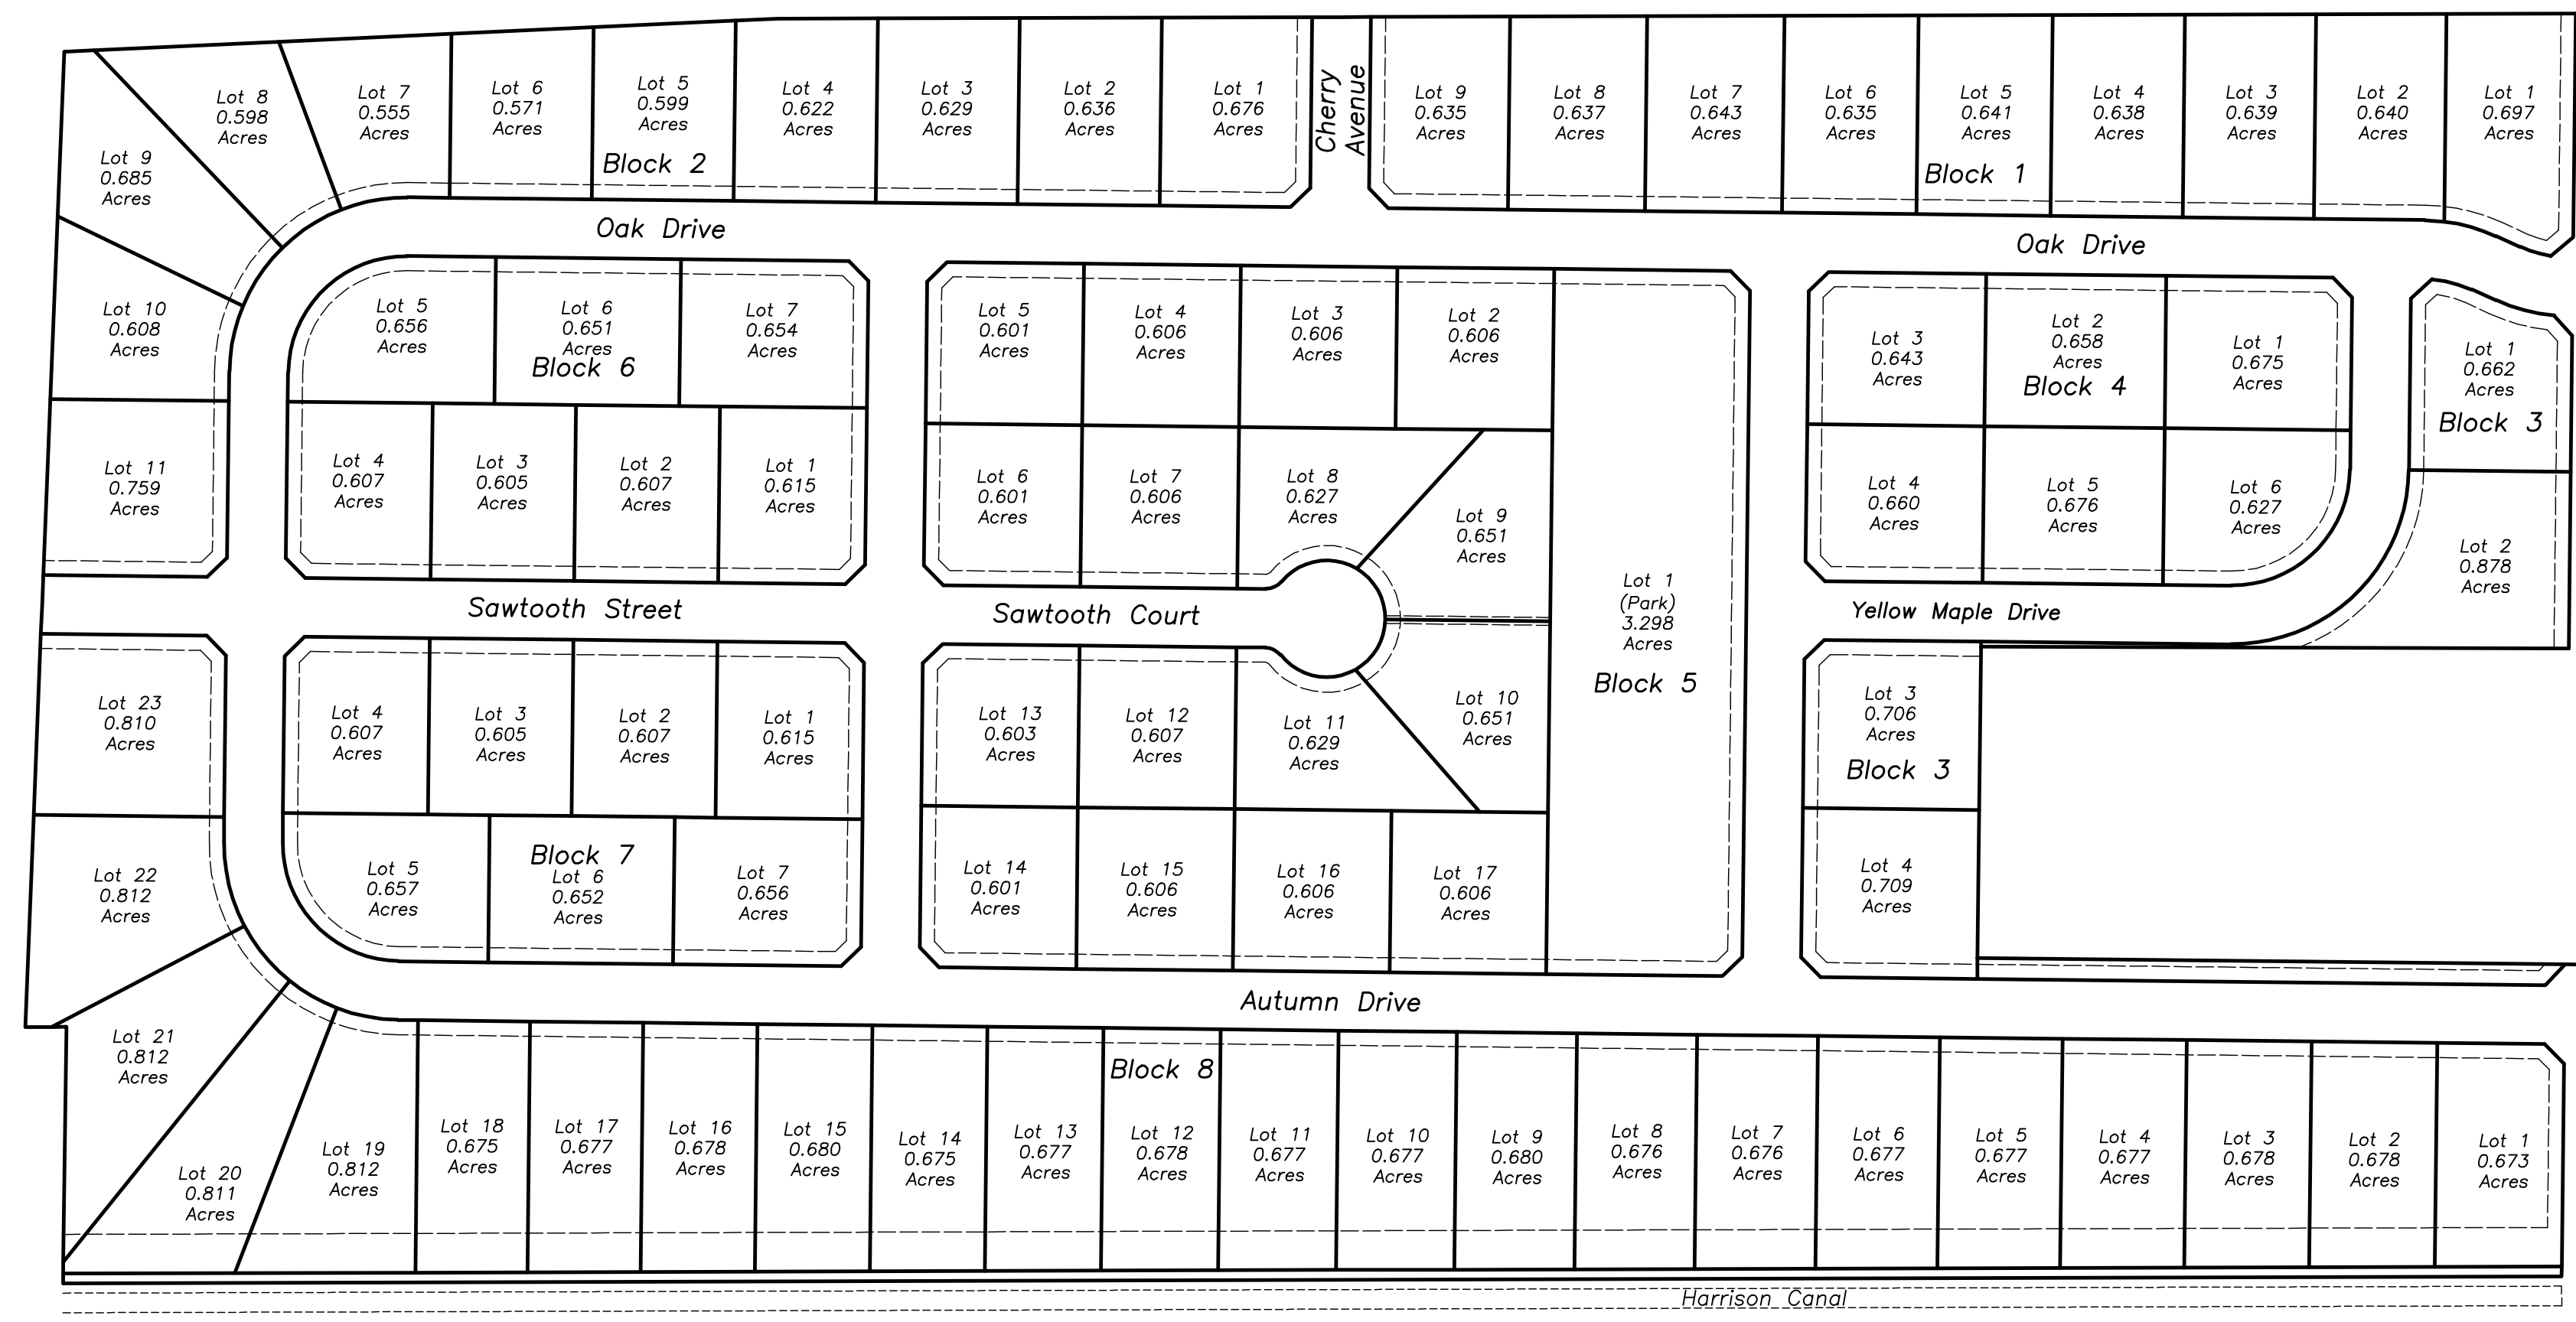 Lot 8
0.598
Acres
Lot 7
0.555
Acres
Lot 6
0.571
Acres
Lot 5
0.599
Acres
Block 2
Lot 4
0.622
Acres
Lot 3
0.629
Acres
Lot 2
0.636
Acres
Lot 1
0.676
Acres
Cherry
Avenue
Lot 9
0.635
Acres
Lot 8
0.637
Acres
Lot 7
0.643
Acres
Lot 6
0.635
Acres
Lot 5
0.641
Acres
Block 1
Lot 4
0.638
Acres
Lot 3
0.639
Acres
Lot 2
0.640
Acres
Lot 1
0.697
Acres
Lot 9
0.685
Acres
Oak Drive
Oak Drive
Lot 10
0.608
Acres
Lot 5
0.656
Acres
Lot 6
0.651
Acres
Block 6
Lot 7
0.654
Acres
Lot 5
0.601
Acres
Lot 4
0.606
Acres
Lot 3
0.606
Acres
Lot 2
0.606
Acres
Lot 3
0.643
Acres
Lot 2
0.658
Acres
Block 4
Lot 1
0.675
Acres
Lot 1
0.662
Acres
Block 3
Lot 11
0.759
Acres
Lot 4
0.607
Acres
Lot 3
0.605
Acres
Lot 2
0.607
Acres
Lot 1
0.615
Acres
Lot 6
0.601
Acres
Lot 7
0.606
Acres
Lot 8
0.627
Acres
Lot 9
0.651
Acres
Lot 1
(Park)
3.298
Acres
Block 5
Lot 4
0.660
Acres
Lot 5
0.676
Acres
Lot 6
0.627
Acres
Lot 2
0.878
Acres
Sawtooth Street
Sawtooth Court
Yellow Maple Drive
Lot 23
0.810
Acres
Lot 4
0.607
Acres
Lot 3
0.605
Acres
Lot 2
0.607
Acres
Lot 1
0.615
Acres
Lot 13
0.603
Acres
Lot 12
0.607
Acres
Lot 11
0.629
Acres
Lot 10
0.651
Acres
Lot 3
0.706
Acres
Block 3
Lot 22
0.812
Acres
Lot 5
0.657
Acres
Block 7
Lot 6
0.652
Acres
Lot 7
0.656
Acres
Lot 14
0.601
Acres
Lot 15
0.606
Acres
Lot 16
0.606
Acres
Lot 17
0.606
Acres
Lot 4
0.709
Acres
Autumn Drive
Lot 21
0.812
Acres
Block 8
Lot 20
0.811
Acres
Lot 19
0.812
Acres
Lot 18
0.675
Acres
Lot 17
0.677
Acres
Lot 16
0.678
Acres
Lot 15
0.680
Acres
Lot 14
0.675
Acres
Lot 13
0.677
Acres
Lot 12
0.678
Acres
Lot 11
0.677
Acres
Lot 10
0.677
Acres
Lot 9
0.680
Acres
Lot 8
0.676
Acres
Lot 7
0.676
Acres
Lot 6
0.677
Acres
Lot 5
0.677
Acres
Lot 4
0.677
Acres
Lot 3
0.678
Acres
Lot 2
0.678
Acres
Lot 1
0.673
Acres
Harrison Canal